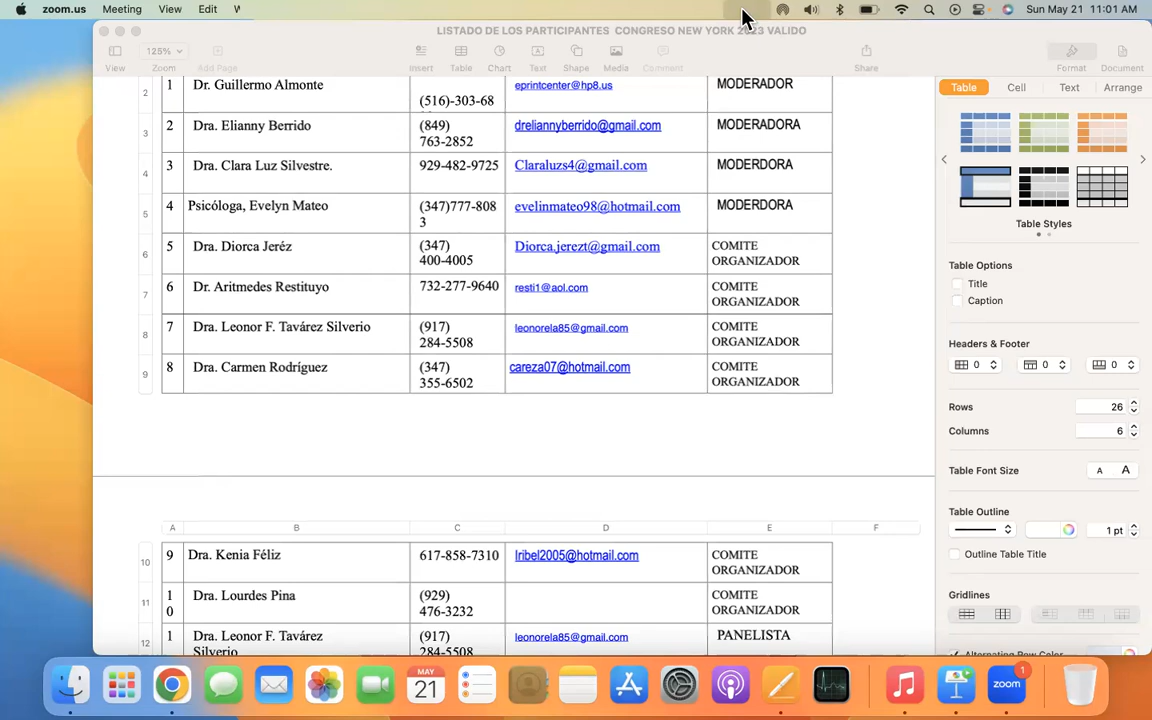 zoom.us Meeting View Edit W Sun May 21 11:01 AM
LISTADO DE LOS PARTICIPANTES CONGRESO NEW YORK 2023 VALIDO
125%
View Zoom Add Page Insert Table Chart Text Shape Media Comment Share Format Document
Table Cell Text Arrange
2 1 Dr. Guillermo Almonte (516)-303-68 eprintcenter@hp8.us MODERADOR
3 2 Dra. Elianny Berrido (849) dreliannyberrido@gmail.com MODERADORA
763-2852
4 3 Dra. Clara Luz Silvestre. 929-482-9725 Claraluzs4@gmail.com MODERDORA
5 4 Psicóloga, Evelyn Mateo (347)777-808 evelinmateo98@hotmail.com MODERDORA
3
6 5 Dra. Diorca Jeréz (347) Diorca.jerezt@gmail.com COMITE
400-4005 ORGANIZADOR
7 6 Dr. Aritmedes Restituyo 732-277-9640 resti1@aol.com COMITE
ORGANIZADOR
8 7 Dra. Leonor F. Tavárez Silverio (917) leonorela85@gmail.com COMITE
284-5508 ORGANIZADOR
9 8 Dra. Carmen Rodríguez (347) careza07@hotmail.com COMITE
355-6502 ORGANIZADOR
A B C D E F
10 9 Dra. Kenia Féliz 617-858-7310 lribel2005@hotmail.com COMITE
ORGANIZADOR
11 1 Dra. Lourdes Pina (929) COMITE
0 476-3232 ORGANIZADOR
12 1 Dra. Leonor F. Tavárez (917) leonorela85@gmail.com PANELISTA
Silverio 284-5508
Table Styles
Table Options
Title
Caption
Headers & Footer
0 0 0
Rows 26
Columns 6
Table Font Size A A
Table Outline
1 pt
Outline Table Title
Gridlines
Alternating Row Color
MAY
21
zoom
1